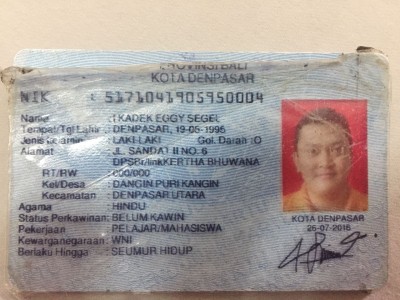 PROVINSI BALI
KOTA DENPASAR
NIK : 5171041905950004
Nama : I KADEK EGGY SEGEL
Tempat/Tgl Lahir : DENPASAR, 19-05-1995
Jenis Kelamin : LAKI-LAKI Gol. Darah :O
Alamat : JL. SANDAT II NO. 6
DPSBr/linkKERTHA BHUWANA
RT/RW : 000/000
Kel/Desa : DANGIN PURI KANGIN
Kecamatan : DENPASAR UTARA
Agama : HINDU
Status Perkawinan: BELUM KAWIN
Pekerjaan : PELAJAR/MAHASISWA
Kewarganegaraan: WNI
Berlaku Hingga : SEUMUR HIDUP
KOTA DENPASAR
26-07-2016